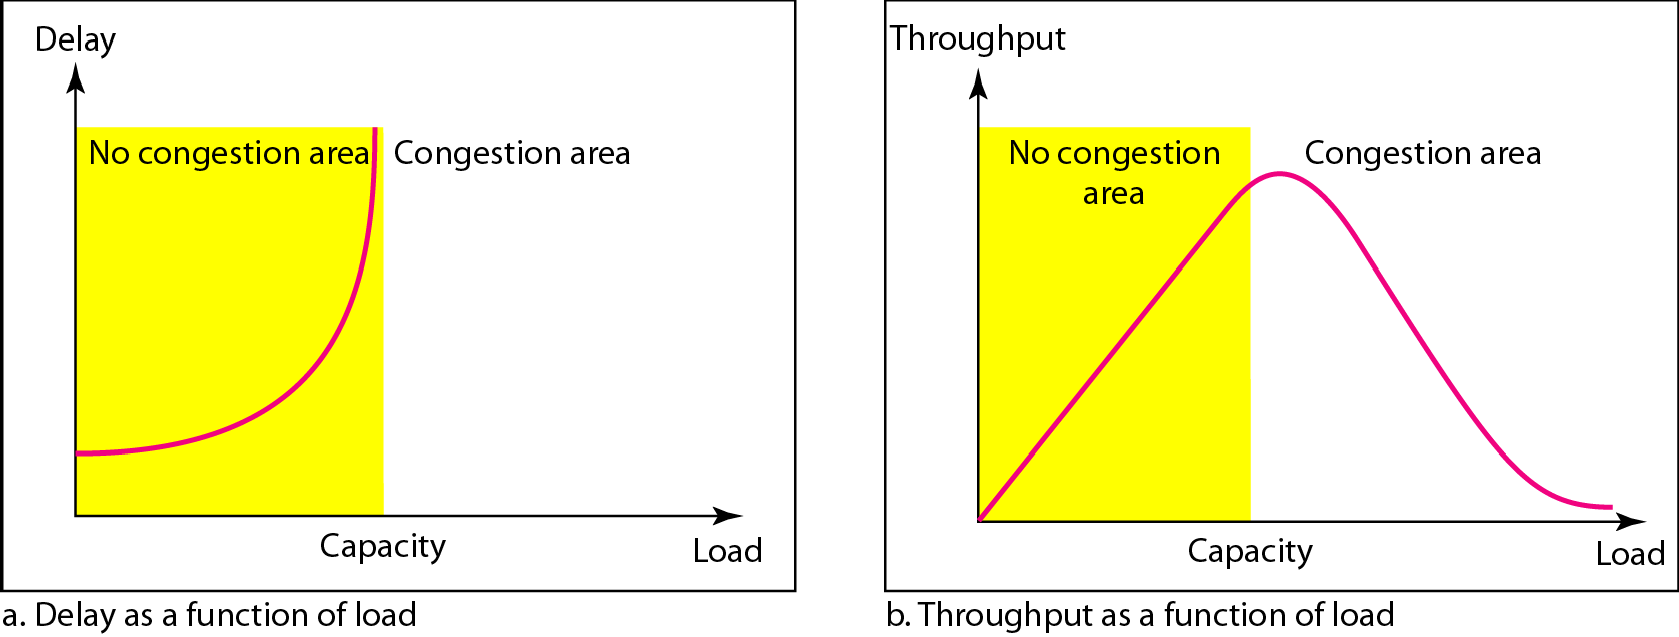 Delay
No congestion area
Congestion area
Capacity
Load
a. Delay as a function of load
Throughput
No congestion
area
Congestion area
Capacity
Load
b. Throughput as a function of load